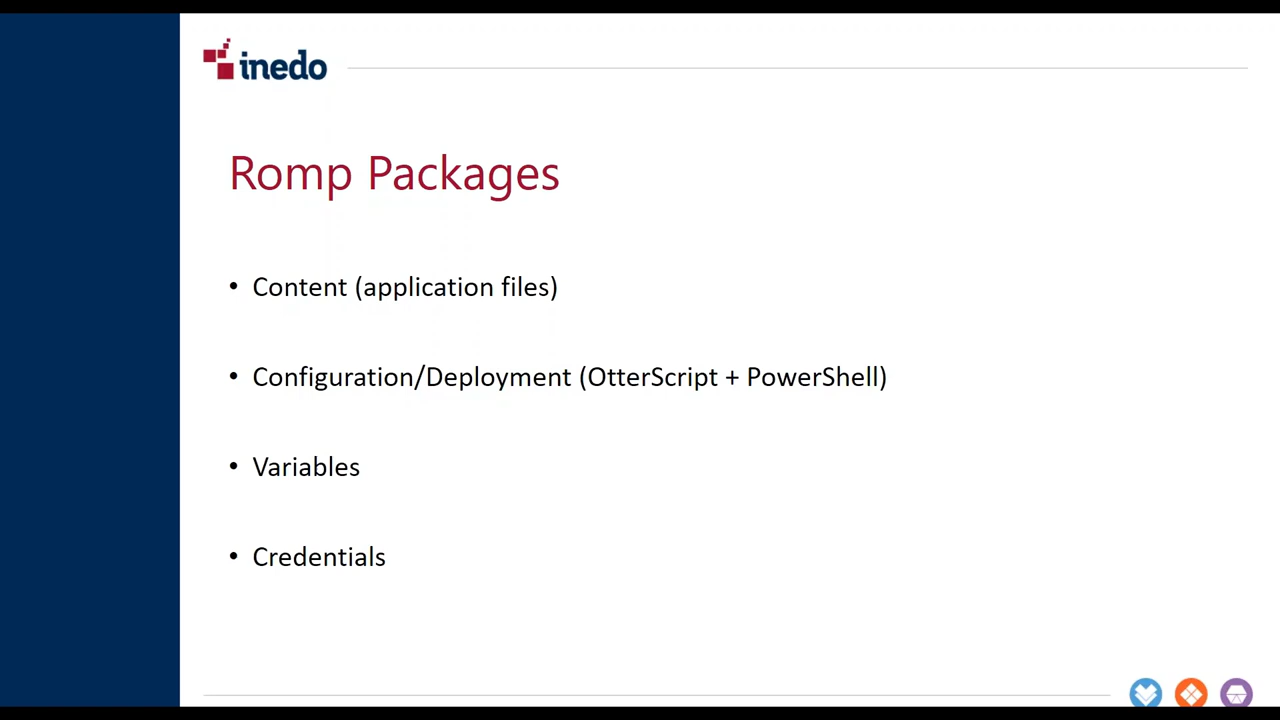 inedo
Romp Packages
• Content (application files)
• Configuration/Deployment (OtterScript + PowerShell)
• Variables
• Credentials